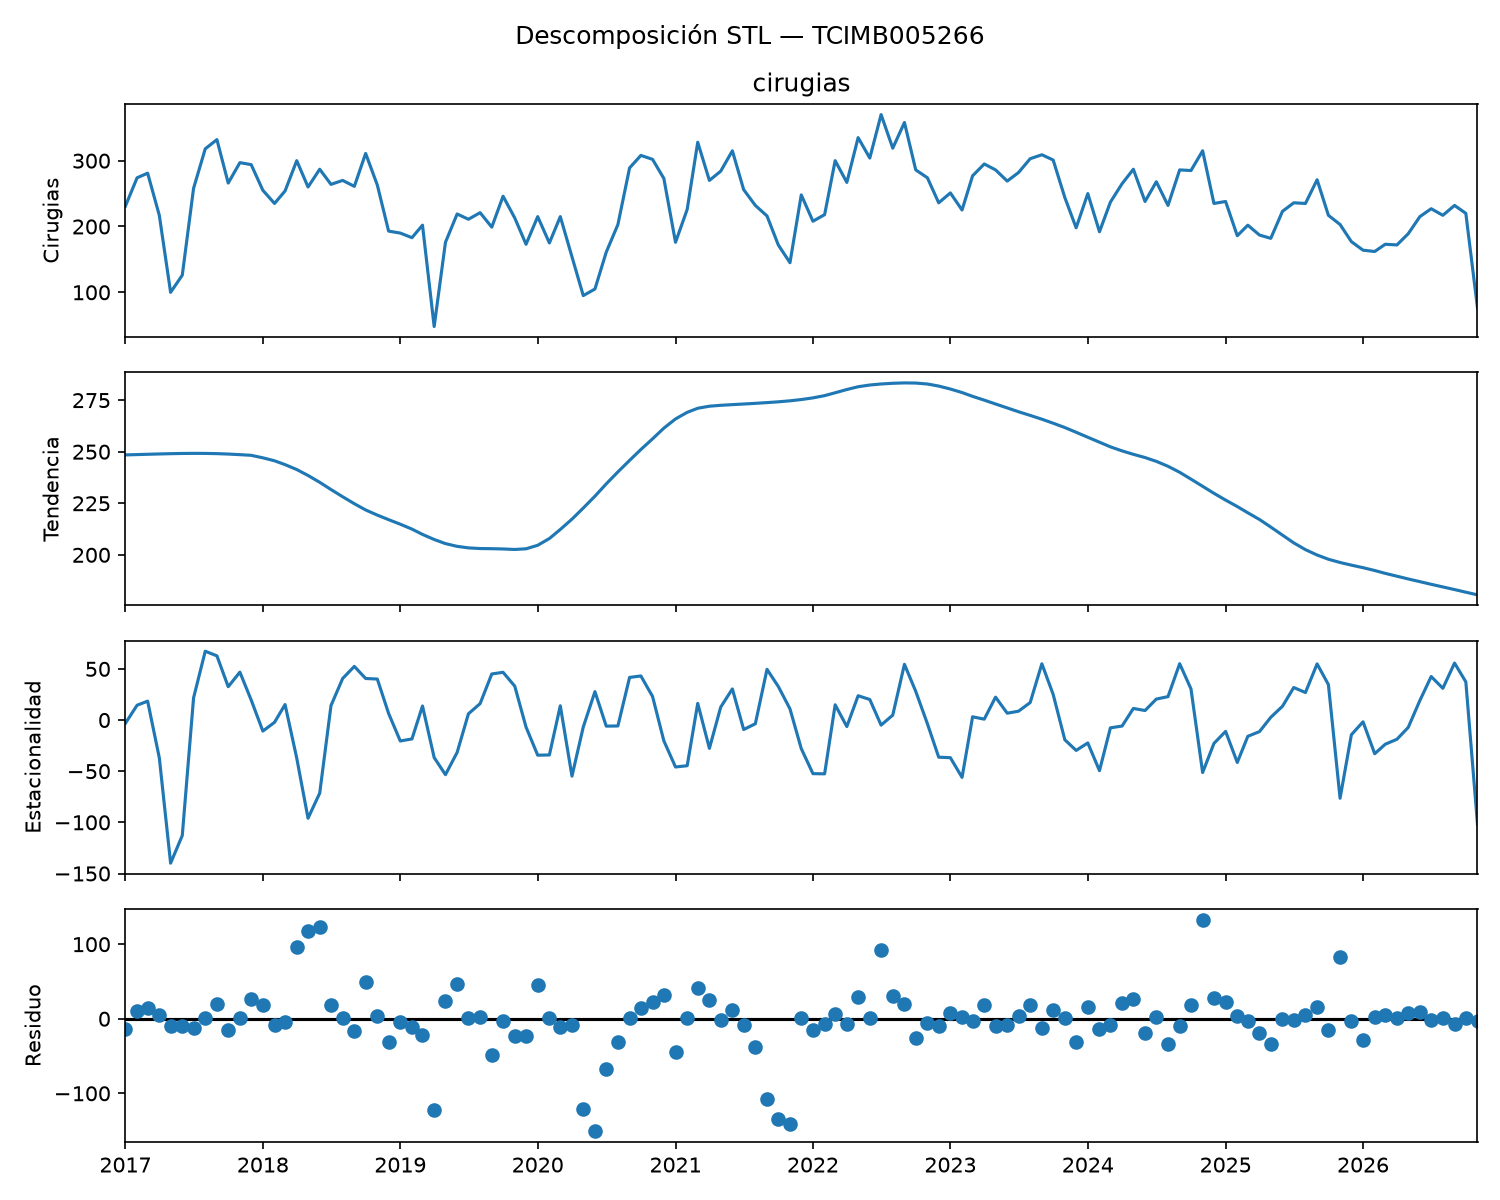 Descomposición STL — TCIMB005266
cirugias
Cirugias
300
200
100
Tendencia
275
250
225
200
Estacionalidad
50
0
−50
−100
−150
Residuo
100
0
−100
2017 2018 2019 2020 2021 2022 2023 2024 2025 2026